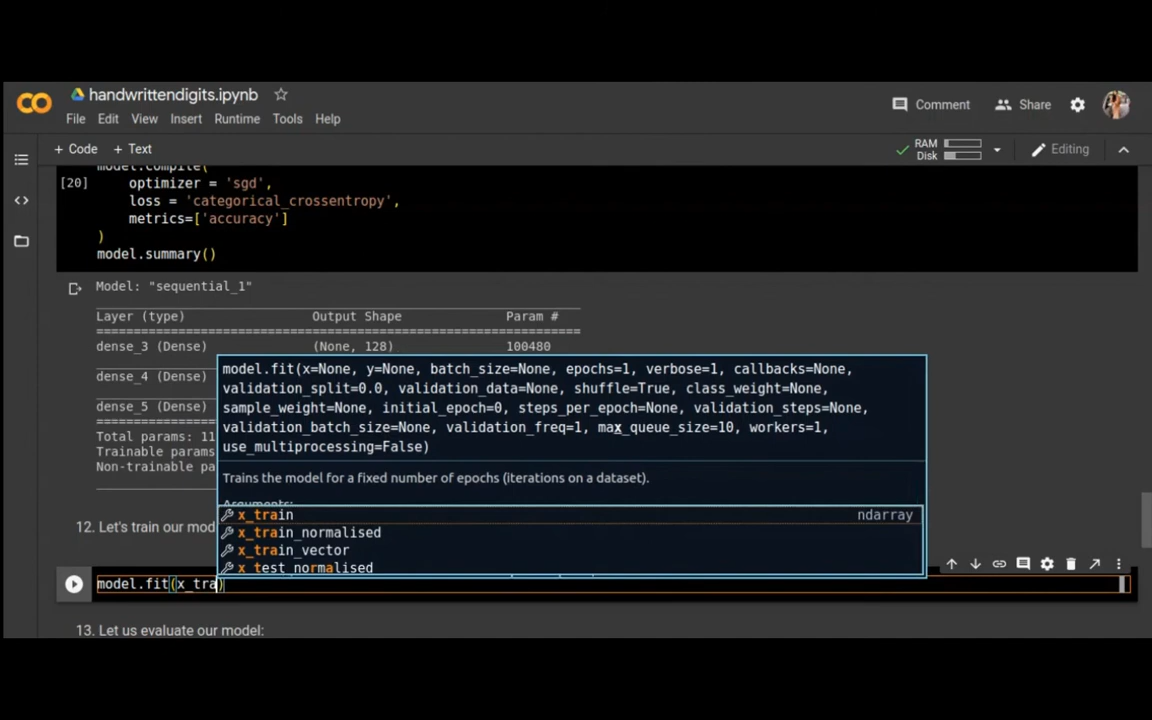 handwrittendigits.ipynb
Comment
Share
File Edit View Insert Runtime Tools Help
+ Code + Text
RAM
Disk
Editing
model.compile(
[20]
optimizer = 'sgd',
loss = 'categorical_crossentropy',
metrics=['accuracy']
)
model.summary()
Model: "sequential_1"
Layer (type) Output Shape Param #
=================================================================
dense_3 (Dense) (None, 128) 100480
dense_4 (Dense)
dense_5 (Dense)
Total params: 11
Trainable params
Non-trainable pa
model.fit(x=None, y=None, batch_size=None, epochs=1, verbose=1, callbacks=None,
validation_split=0.0, validation_data=None, shuffle=True, class_weight=None,
sample_weight=None, initial_epoch=0, steps_per_epoch=None, validation_steps=None,
validation_batch_size=None, validation_freq=1, max_queue_size=10, workers=1,
use_multiprocessing=False)
Trains the model for a fixed number of epochs (iterations on a dataset).
Arguments:
x_train ndarray
x_train_normalised
x_train_vector
x_test_normalised
12. Let's train our mod
model.fit(x_tra)
13. Let us evaluate our model: